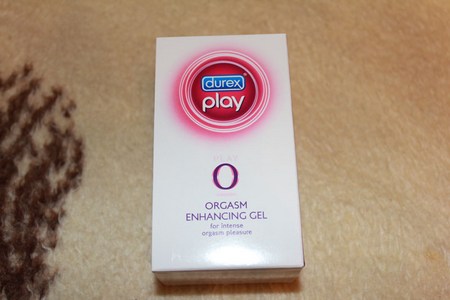 durex
play
O
ORGASM
ENHANCING GEL
for intense
orgasm pleasure